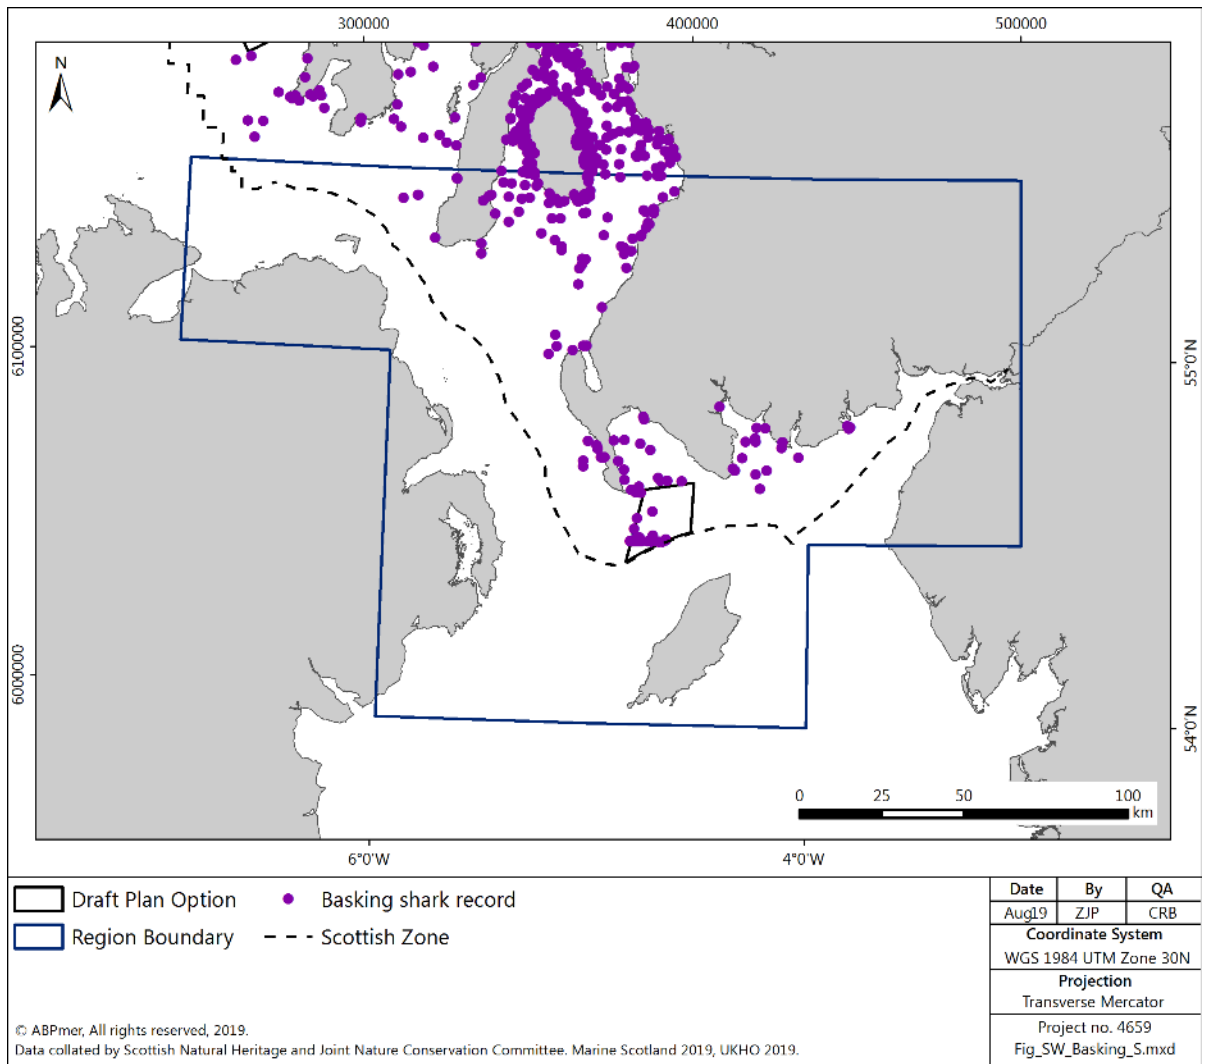 300000 400000 500000
N
6100000
55°0'N
6000000
54°0'N
0 25 50 100
km
6°0'W 4°0'W
Draft Plan Option
Basking shark record
Region Boundary
Scottish Zone
Date By QA
Aug19 ZJP CRB
Coordinate System
WGS 1984 UTM Zone 30N
Projection
Transverse Mercator
Project no. 4659
Fig_SW_Basking_S.mxd
© ABPmer, All rights reserved, 2019.
Data collated by Scottish Natural Heritage and Joint Nature Conservation Committee. Marine Scotland 2019, UKHO 2019.